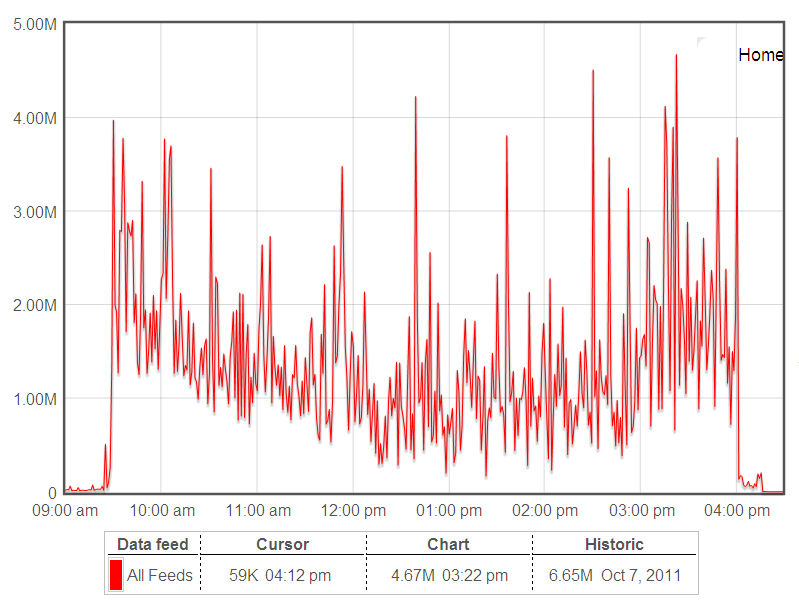 5.00M
Home
4.00M
3.00M
2.00M
1.00M
0
09:00 am 10:00 am 11:00 am 12:00 pm 01:00 pm 02:00 pm 03:00 pm 04:00 pm
Data feed Cursor Chart Historic
All Feeds 59K 04:12 pm 4.67M 03:22 pm 6.65M Oct 7, 2011